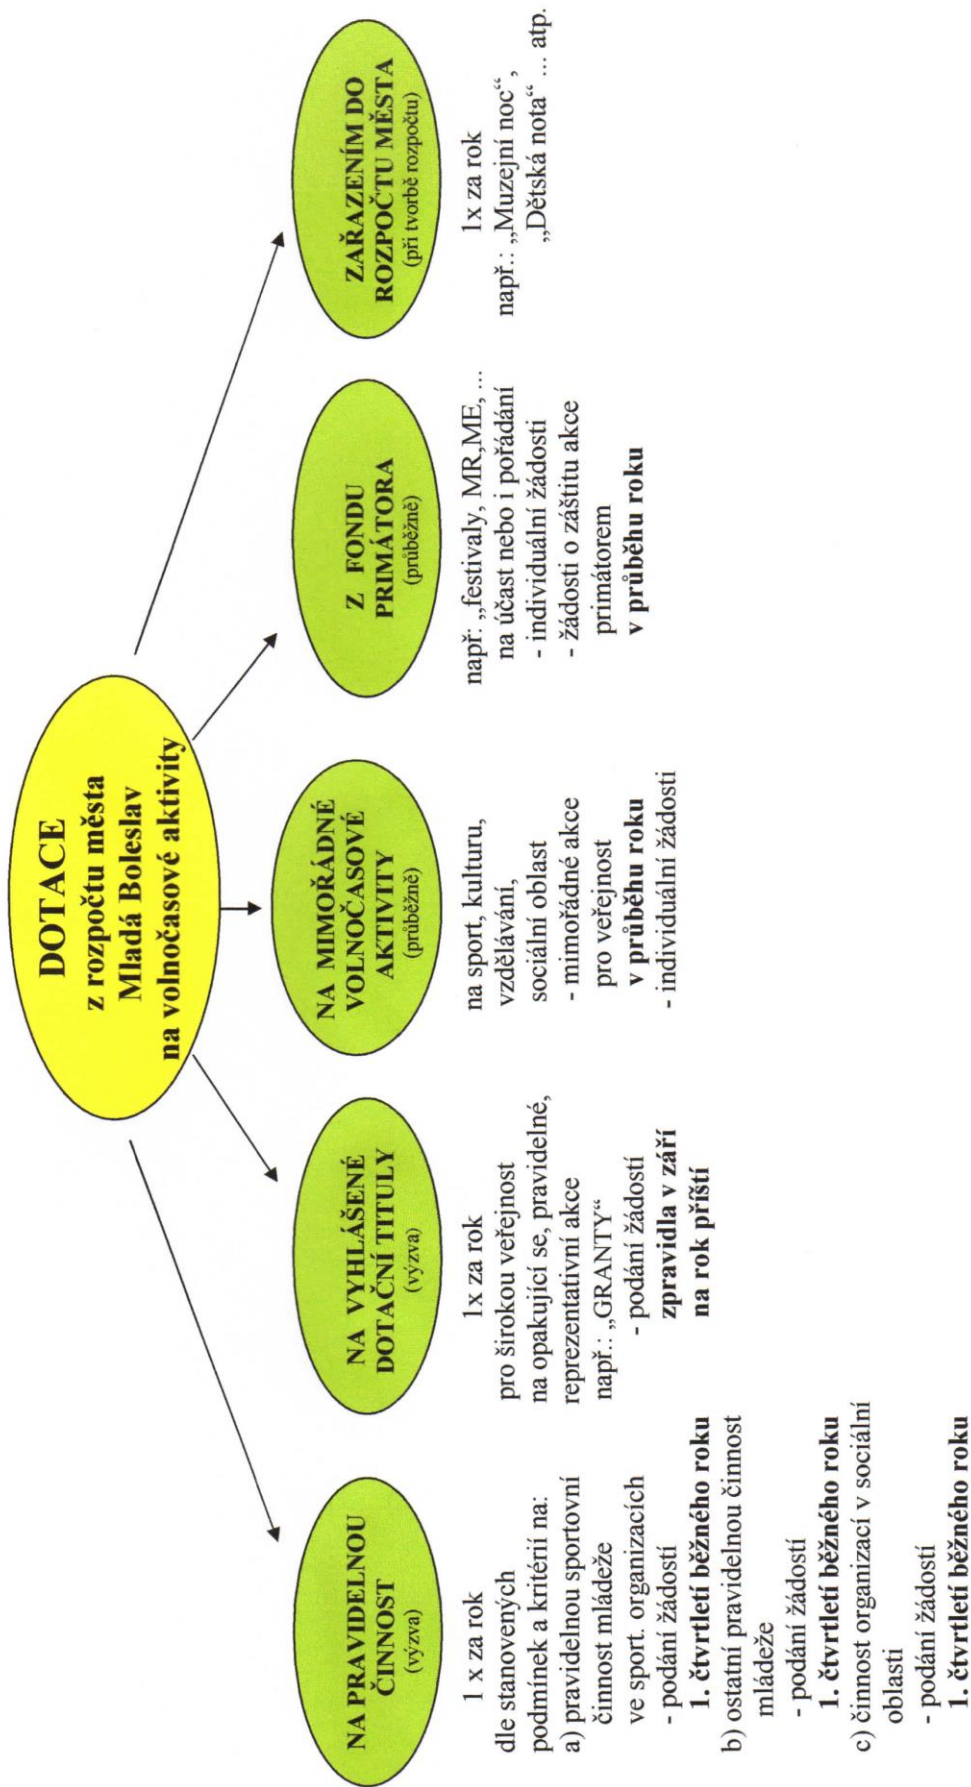 DOTACE
z rozpočtu města
Mladá Boleslav
na volnočasové aktivity
NA PRAVIDELNOU
ČINNOST
(výzva)
1 x za rok
dle stanovených
podmínek a kritérií na:
a) pravidelnou sportovní
činnost mládeže
ve sport. organizacích
- podání žádostí
1. čtvrtletí běžného roku
b) ostatní pravidelnou činnost
mládeže
- podání žádostí
1. čtvrtletí běžného roku
c) činnost organizací v sociální
oblasti
- podání žádostí
1. čtvrtletí běžného roku
NA VYHLÁŠENÉ
DOTAČNÍ TITULY
(výzva)
1x za rok
pro širokou veřejnost
na opakující se, pravidelné,
reprezentativní akce
např.: „GRANTY“
- podání žádostí
zpravidla v září
na rok příští
NA MIMOŘÁDNÉ
VOLNOČASOVÉ
AKTIVITY
(průběžně)
na sport, kulturu,
vzdělávání,
sociální oblast
- mimořádné akce
pro veřejnost
v průběhu roku
- individuální žádosti
Z FONDU
PRIMÁTORA
(průběžně)
např: „festivaly, MR,ME, ...
na účast nebo i pořádání
- individuální žádosti
- žádosti o záštitu akce
primátorem
v průběhu roku
ZAŘAZENÍM DO
ROZPOČTU MĚSTA
(při tvorbě rozpočtu)
1x za rok
např.: „Muzejní noc“ ,
„Dětská nota“ ... atp.